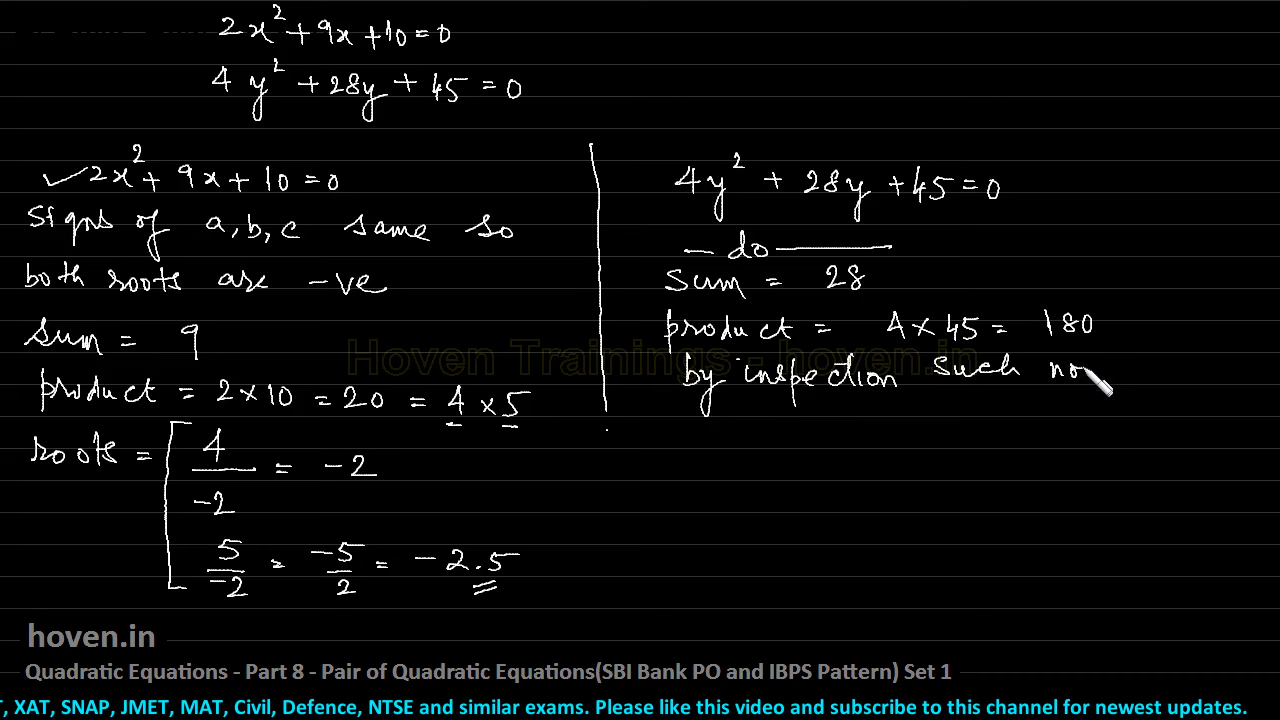 2x² + 9x + 10 = 0
4y² + 28y + 45 = 0
✓2x² + 9x + 10 = 0
Signs of a, b, c same so
both roots are -ve
sum = 9
product = 2 × 10 = 20 = 4 × 5
roots = [ 4/-2 = -2
5/-2 = -5/2 = -2.5
4y² + 28y + 45 = 0
- do -
Sum = 28
product = 4 × 45 = 180
by inspection such no
Hoven Trainings - hoven.in
hoven.in
Quadratic Equations - Part 8 - Pair of Quadratic Equations(SBI Bank PO and IBPS Pattern) Set 1
, XAT, SNAP, JMET, MAT, Civil, Defence, NTSE and similar exams. Please like this video and subscribe to this channel for newest updates.